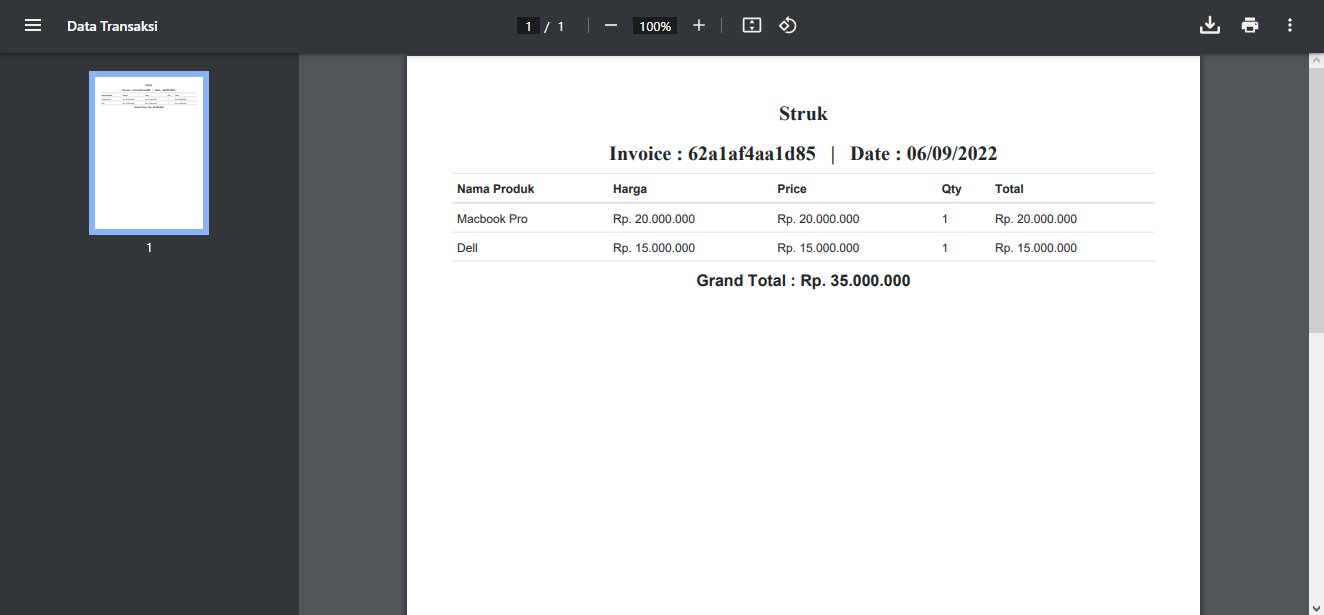 Data Transaksi
1 / 1
100%
1
Struk
Invoice : 62a1af4aa1d85 | Date : 06/09/2022
Nama Produk Harga Price Qty Total
Macbook Pro Rp. 20.000.000 Rp. 20.000.000 1 Rp. 20.000.000
Dell Rp. 15.000.000 Rp. 15.000.000 1 Rp. 15.000.000
Grand Total : Rp. 35.000.000